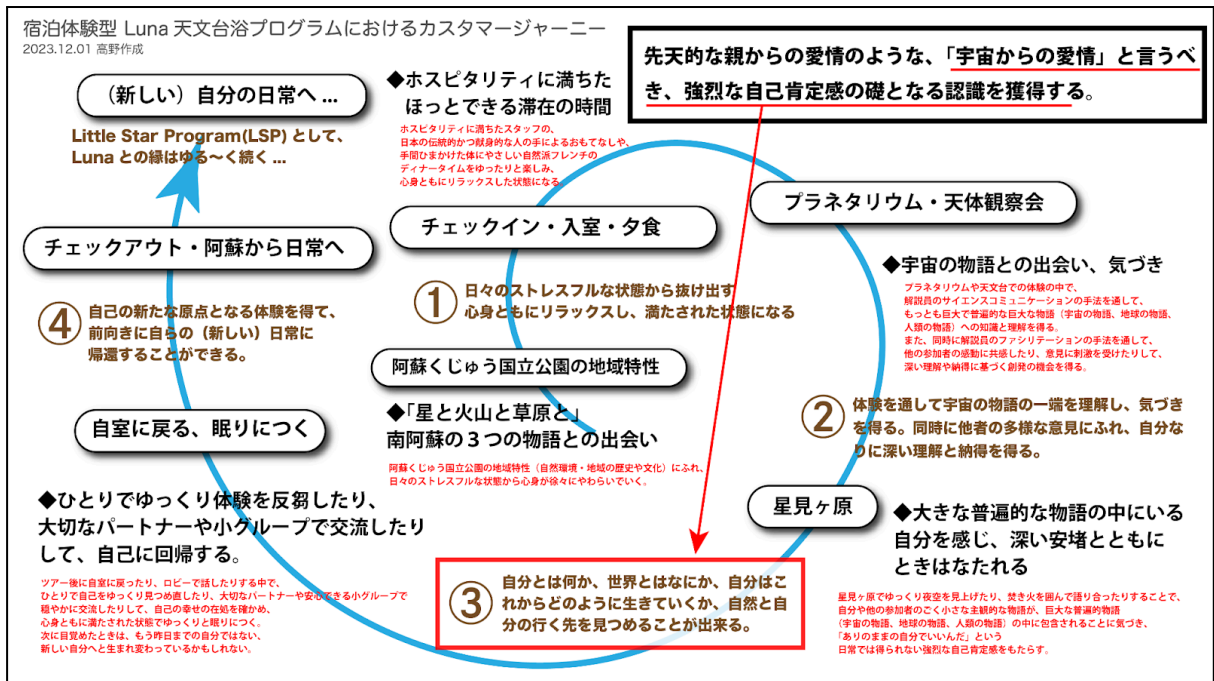 宿泊体験型 Luna 天文台浴プログラムにおけるカスタマージャーニー
2023.12.01 高野作成
先天的な親からの愛情のような、「宇宙からの愛情」と言うべ
き、強烈な自己肯定感の礎となる認識を獲得する。
(新しい)自分の日常へ ...
Little Star Program(LSP) として、
Luna との縁はゆる〜く続く ...
◆ホスピタリティに満ちた
ほっとできる滞在の時間
ホスピタリティに満ちたスタッフの、
日本の伝統的かつ献身的な人の手によるおもてなしや、
手間ひまかけた体にやさしい自然派フレンチの
ディナータイムをゆったりと楽しみ、
心身ともにリラックスした状態になる
チェックイン・入室・夕食
① 日々のストレスフルな状態から抜け出す
心身ともにリラックスし、満たされた状態になる
阿蘇くじゅう国立公園の地域特性
◆「星と火山と草原と」
南阿蘇の３つの物語との出会い
阿蘇くじゅう国立公園の地域特性（自然環境・地域の歴史や文化）にふれ、
日々のストレスフルな状態から心身が徐々にやわらいでいく。
プラネタリウム・天体観察会
◆宇宙の物語との出会い、気づき
プラネタリウムや天文台での体験の中で、
解説員のサイエンスコミュニケーションの手法を通して、
もっとも巨大で普遍的な巨大な物語（宇宙の物語、地球の物語、
人類の物語）への知識と理解を得る。
また、同時に解説員のファシリテーションの手法を通して、
他の参加者の感動に共感したり、意見に刺激を受けたりして、
深い理解や納得に基づく創発の機会を得る。
② 体験を通して宇宙の物語の一端を理解し、気づき
を得る。同時に他者の多様な意見にふれ、自分な
りに深い理解と納得を得る。
星見ヶ原
◆大きな普遍的な物語の中にいる
自分を感じ、深い安堵とともに
ときはなたれる
星見ヶ原でゆっくり夜空を見上げたり、焚き火を囲んで語り合ったりすることで、
自分や他の参加者のごく小さな主観的な物語が、巨大な普遍的物語
（宇宙の物語、地球の物語、人類の物語）の中に包含されることに気づき、
「ありのままの自分でいいんだ」という
日常では得られない強烈な自己肯定感をもたらす。
③ 自分とは何か、世界とはなにか、自分はこ
れからどのように生きていくか、自然と自
分の行く先を見つめることが出来る。
自室に戻る、眠りにつく
◆ひとりでゆっくり体験を反芻したり、
大切なパートナーや小グループで交流したり
して、自己に回帰する。
ツアー後に自室に戻ったり、ロビーで話したりする中で、
ひとりで自己をゆっくり見つめ直したり、大切なパートナーや安心できる小グループで
穏やかに交流したりして、自己の幸せの在処を確かめ、
心身ともに満たされた状態でゆっくりと眠りにつく。
次に目覚めたときは、もう昨日までの自分ではない、
新しい自分へと生まれ変わっているかもしれない。
チェックアウト・阿蘇から日常へ
④ 自己の新たな原点となる体験を得て、
前向きに自らの（新しい）日常に
帰還することができる。